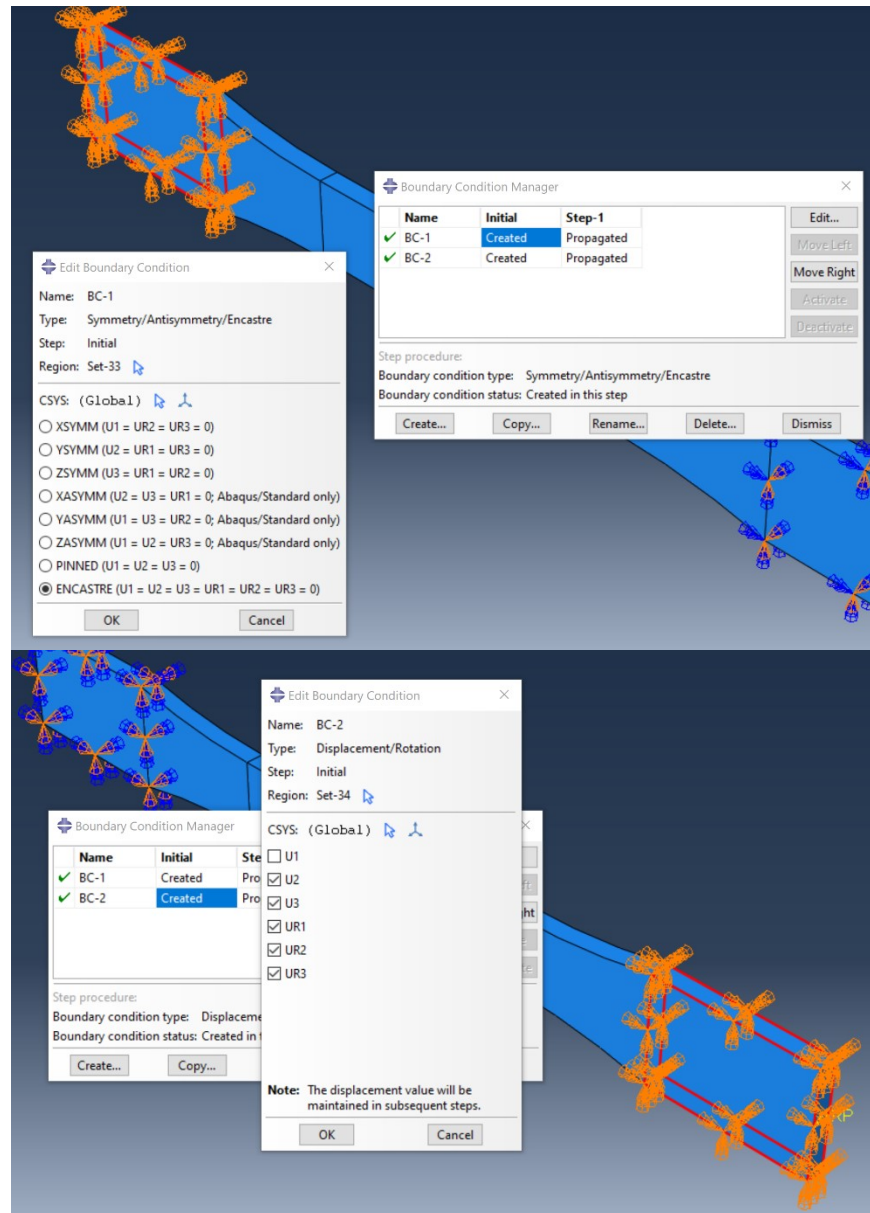 Boundary Condition Manager
Name Initial Step-1
BC-1 Created Propagated
BC-2 Created Propagated
Edit...
Move Left
Move Right
Activate
Deactivate
Step procedure:
Boundary condition type: Symmetry/Antisymmetry/Encastre
Boundary condition status: Created in this step
Create... Copy... Rename... Delete... Dismiss
Edit Boundary Condition
Name: BC-1
Type: Symmetry/Antisymmetry/Encastre
Step: Initial
Region: Set-33
CSYS: (Global)
XSYMM (U1 = UR2 = UR3 = 0)
YSYMM (U2 = UR1 = UR3 = 0)
ZSYMM (U3 = UR1 = UR2 = 0)
XASYMM (U2 = U3 = UR1 = 0; Abaqus/Standard only)
YASYMM (U1 = U3 = UR2 = 0; Abaqus/Standard only)
ZASYMM (U1 = U2 = UR3 = 0; Abaqus/Standard only)
PINNED (U1 = U2 = U3 = 0)
ENCASTRE (U1 = U2 = U3 = UR1 = UR2 = UR3 = 0)
OK Cancel
Edit Boundary Condition
Name: BC-2
Type: Displacement/Rotation
Step: Initial
Region: Set-34
CSYS: (Global)
U1
U2
U3
UR1
UR2
UR3
Note: The displacement value will be
maintained in subsequent steps.
OK Cancel
Boundary Condition Manager
Name Initial Ste
BC-1 Created Pro
BC-2 Created Pro
ft
ht
e
te
Step procedure:
Boundary condition type: Displaceme
Boundary condition status: Created in t
Create... Copy...
RP